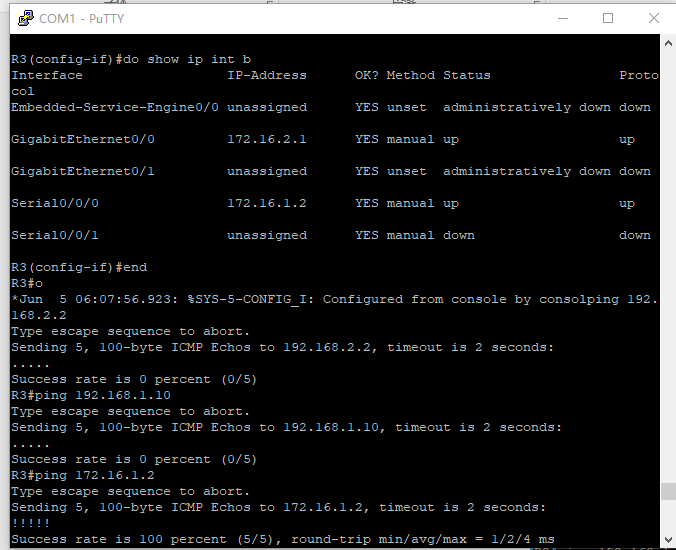 COM1 - PuTTY
R3(config-if)#do show ip int b
Interface                  IP-Address      OK? Method Status                Proto
col
Embedded-Service-Engine0/0 unassigned      YES unset  administratively down down
GigabitEthernet0/0         172.16.2.1      YES manual up                    up
GigabitEthernet0/1         unassigned      YES unset  administratively down down
Serial0/0/0                172.16.1.2      YES manual up                    up
Serial0/0/1                unassigned      YES manual down                  down
R3(config-if)#end
R3#o
*Jun  5 06:07:56.923: %SYS-5-CONFIG_I: Configured from console by consolping 192.
168.2.2
Type escape sequence to abort.
Sending 5, 100-byte ICMP Echos to 192.168.2.2, timeout is 2 seconds:
.....
Success rate is 0 percent (0/5)
R3#ping 192.168.1.10
Type escape sequence to abort.
Sending 5, 100-byte ICMP Echos to 192.168.1.10, timeout is 2 seconds:
.....
Success rate is 0 percent (0/5)
R3#ping 172.16.1.2
Type escape sequence to abort.
Sending 5, 100-byte ICMP Echos to 172.16.1.2, timeout is 2 seconds:
!!!!!
Success rate is 100 percent (5/5), round-trip min/avg/max = 1/2/4 ms